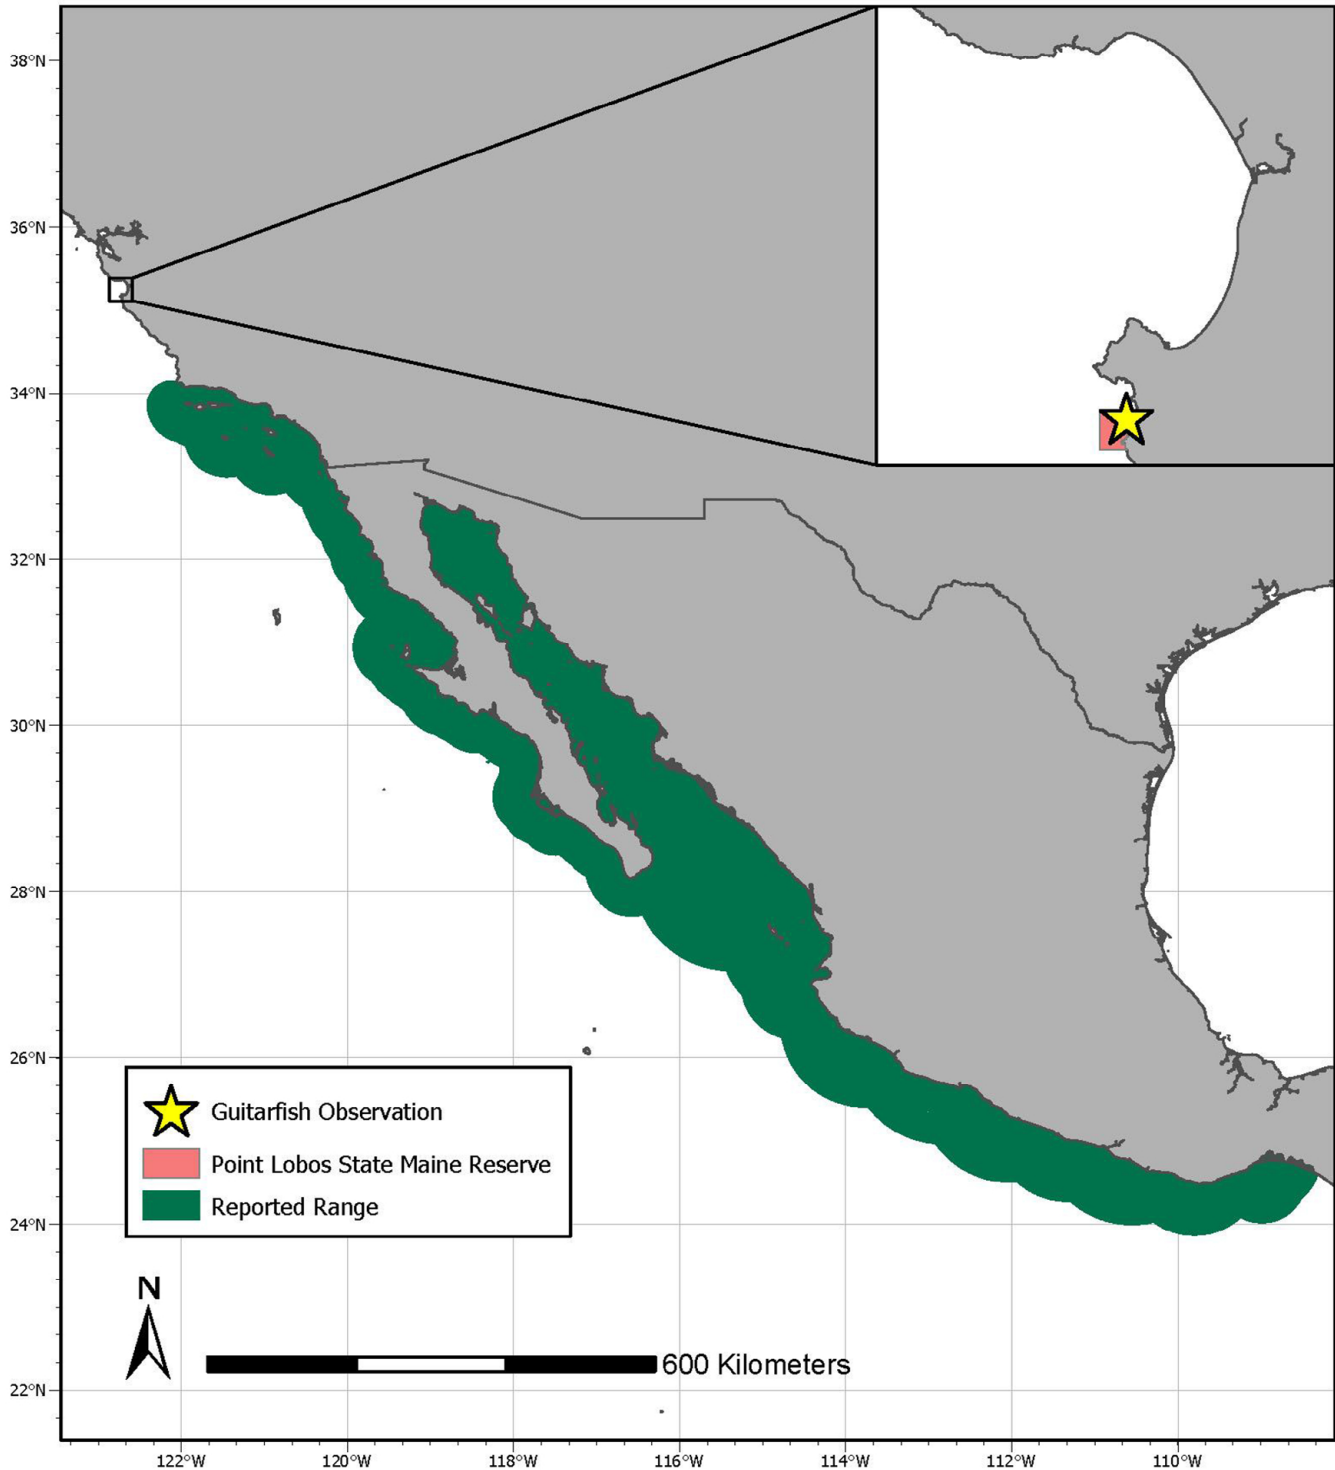 38°N
36°N
34°N
32°N
30°N
28°N
26°N
24°N
22°N
Guitarfish Observation
Point Lobos State Maine Reserve
Reported Range
N
600 Kilometers
122°W 120°W 118°W 116°W 114°W 112°W 110°W